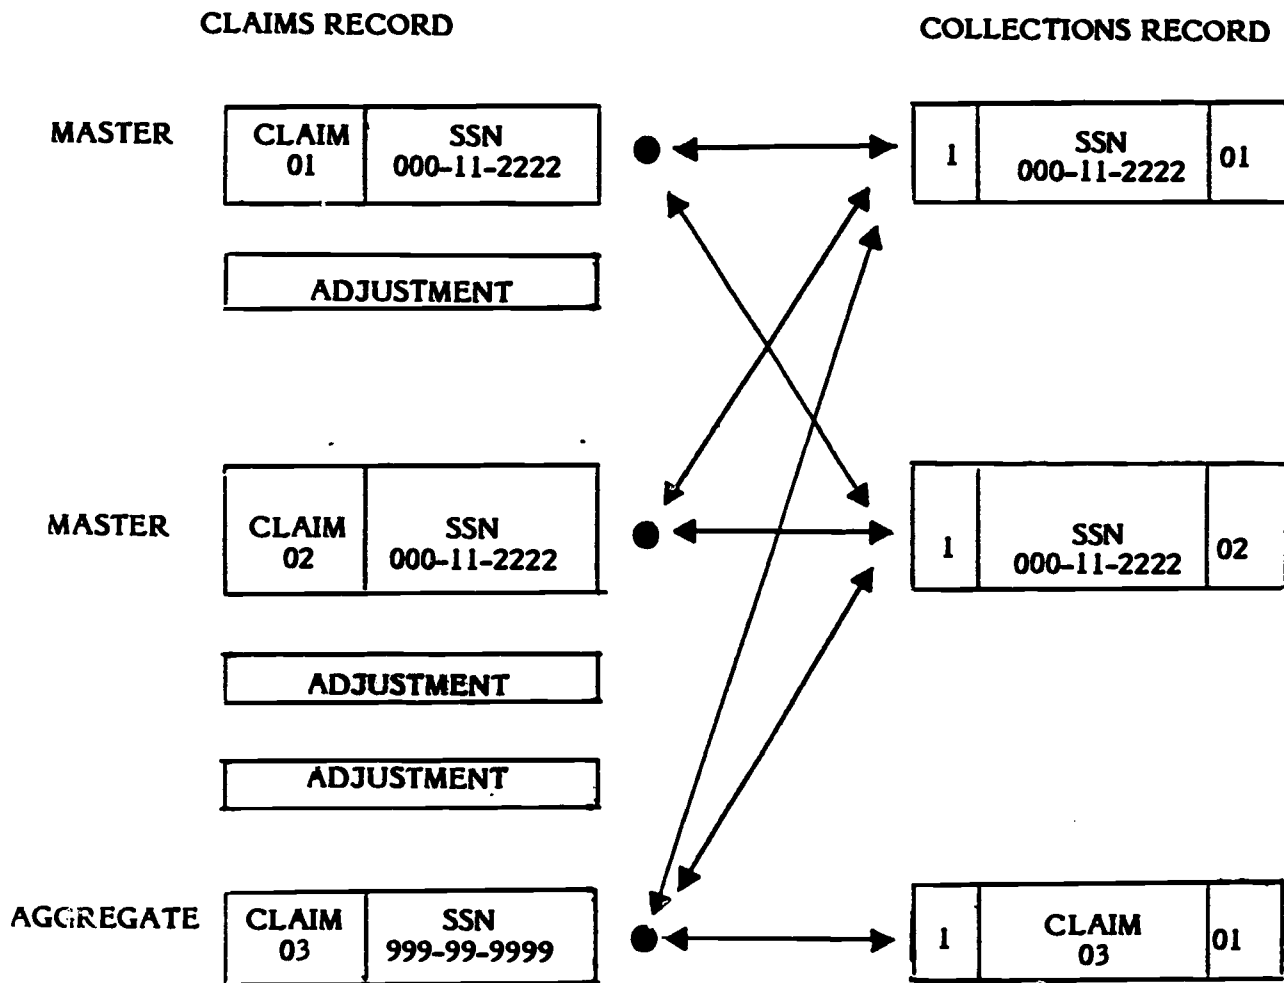 CLAIMS RECORD
COLLECTIONS RECORD
MASTER
CLAIM
01
SSN
000-11-2222
1
SSN
000-11-2222
01
ADJUSTMENT
MASTER
CLAIM
02
SSN
000-11-2222
1
SSN
000-11-2222
02
ADJUSTMENT
ADJUSTMENT
AGGREGATE
CLAIM
03
SSN
999-99-9999
1
CLAIM
03
01